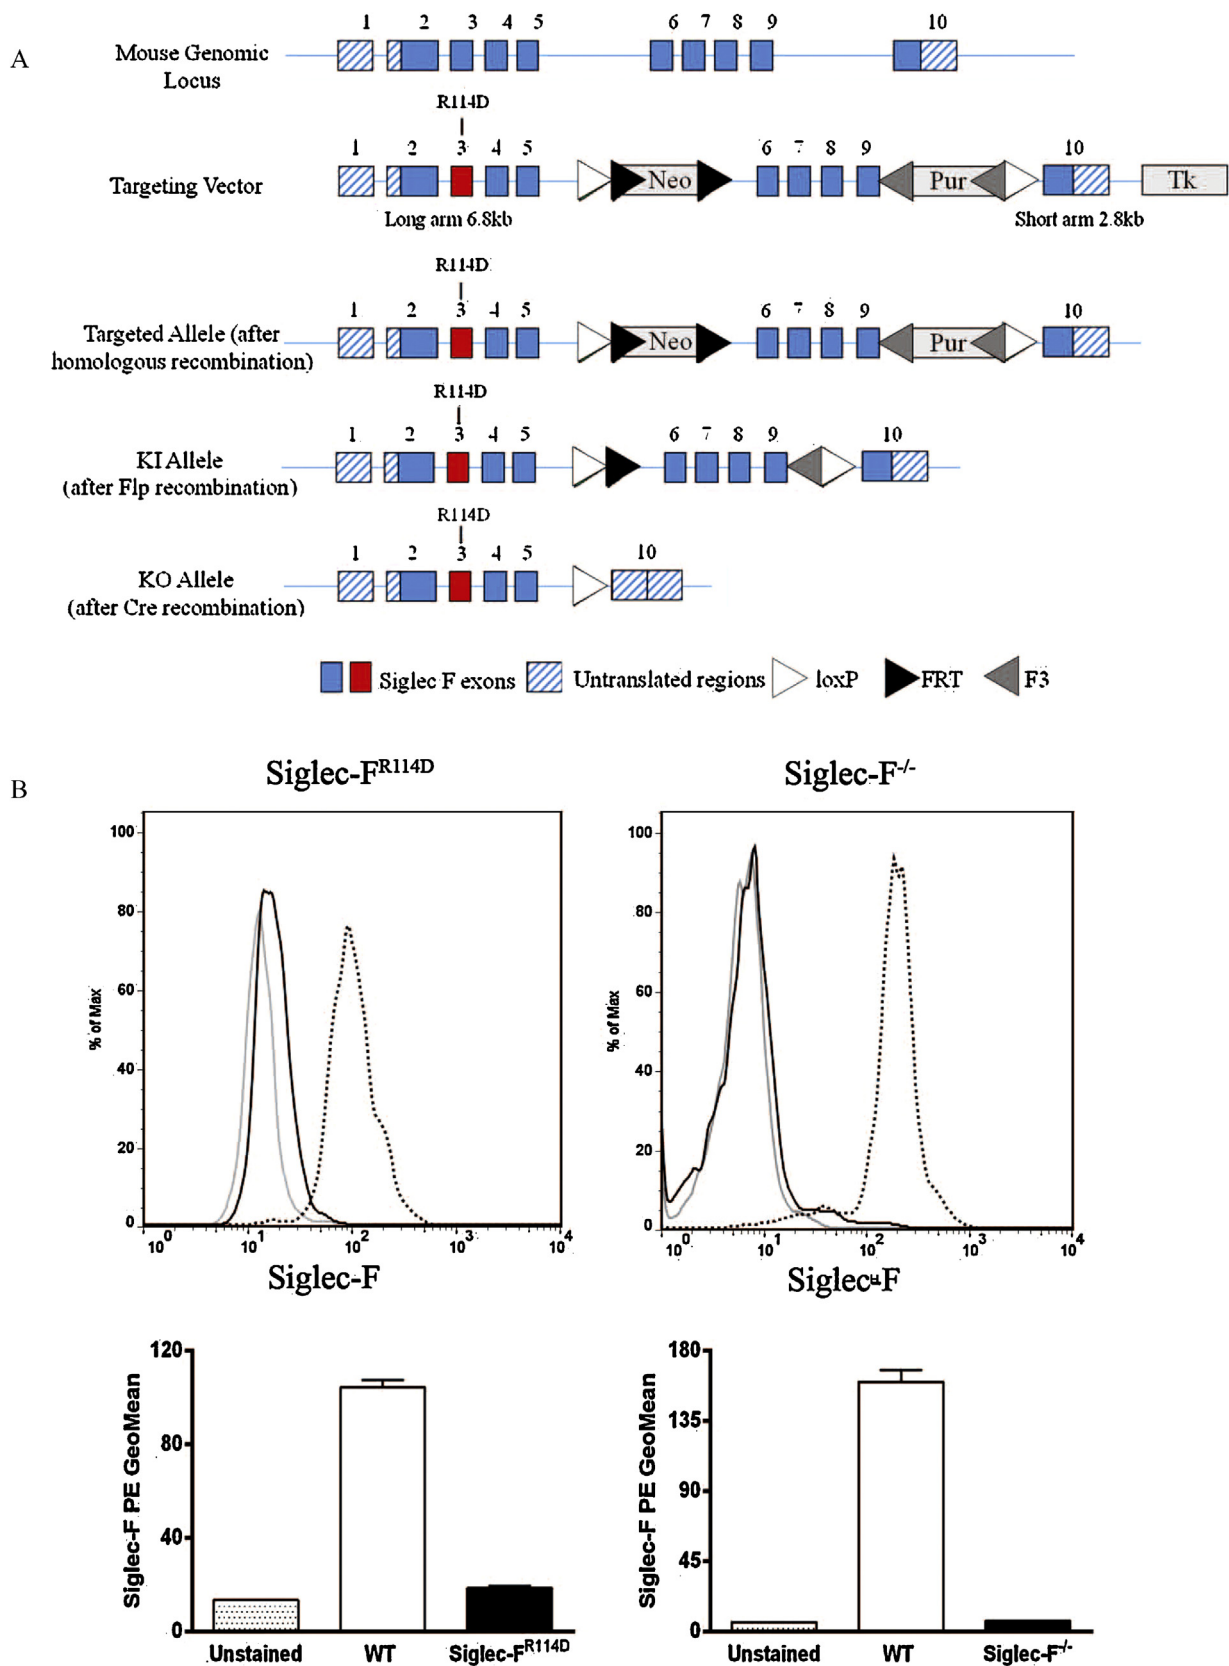 A
Mouse Genomic
Locus
1 2 3 4 5 6 7 8 9 10
R114D
Targeting Vector
1 2 3 4 5 6 7 8 9 10
Neo Pur Tk
Long arm 6.8kb Short arm 2.8kb
R114D
Targeted Allele (after
homologous recombination)
1 2 3 4 5 6 7 8 9 10
Neo Pur
R114D
KI Allele
(after Flp recombination)
1 2 3 4 5 6 7 8 9 10
R114D
KO Allele
(after Cre recombination)
1 2 3 4 5 10
Siglec F exons Untranslated regions loxP FRT F3
B
Siglec-F^R114D
% of Max
100
80
60
40
20
0
10^0 10^1 10^2 10^3 10^4
Siglec-F
Siglec-F^-/-
% of Max
100
80
60
40
20
0
10^0 10^1 10^2 10^3 10^4
Siglec-F
Siglec-F PE GeoMean
120
80
40
0
Unstained WT Siglec-F^R114D
Siglec-F PE GeoMean
180
135
90
45
0
Unstained WT Siglec-F^-/-